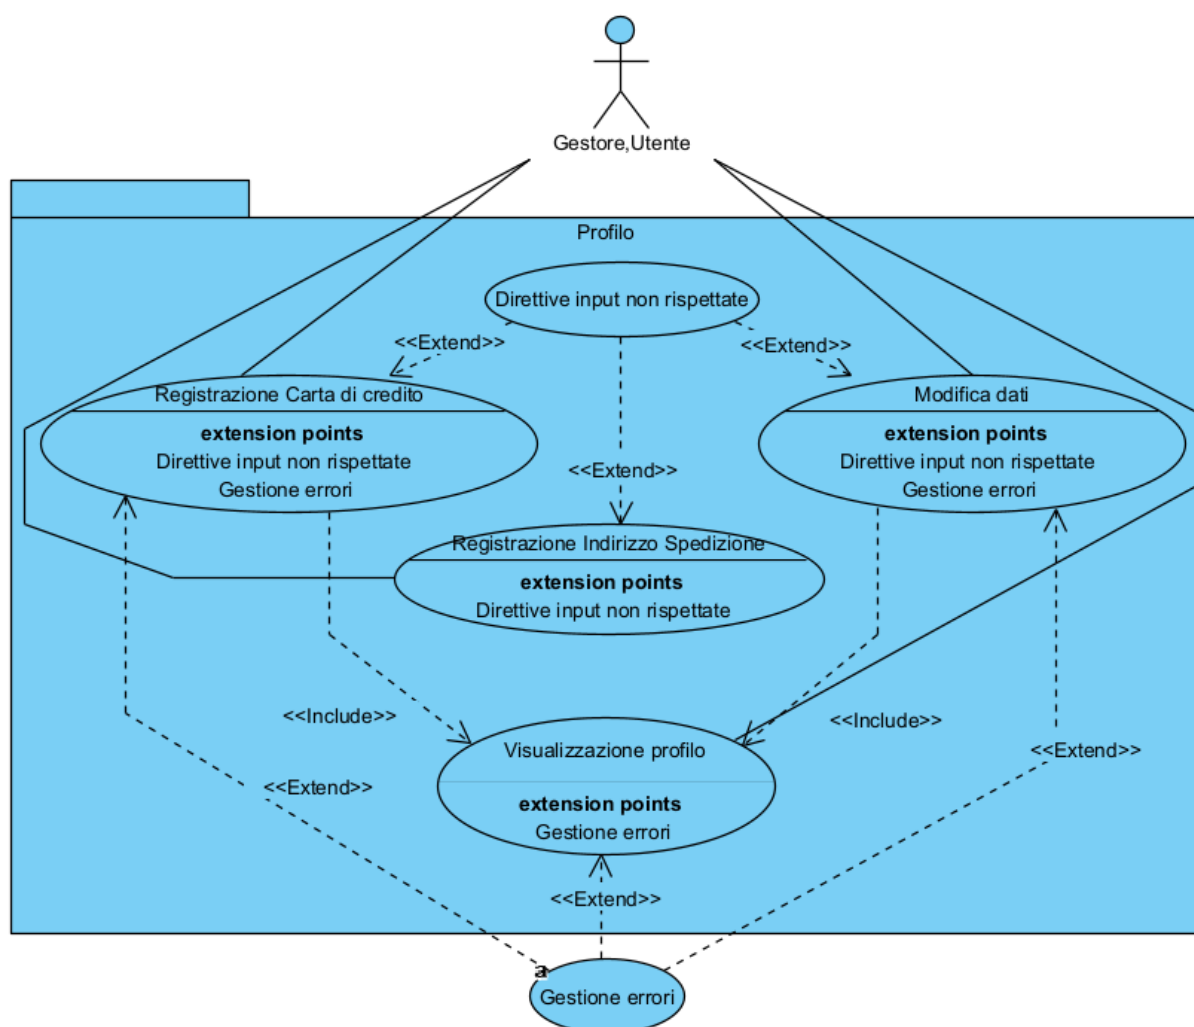 Gestore,Utente
Profilo
Direttive input non rispettate
<<Extend>>
<<Extend>>
Registrazione Carta di credito
extension points
Direttive input non rispettate
Gestione errori
Modifica dati
extension points
Direttive input non rispettate
Gestione errori
<<Extend>>
Registrazione Indirizzo Spedizione
extension points
Direttive input non rispettate
<<Include>>
<<Include>>
Visualizzazione profilo
<<Extend>>
<<Extend>>
extension points
Gestione errori
<<Extend>>
a
Gestione errori